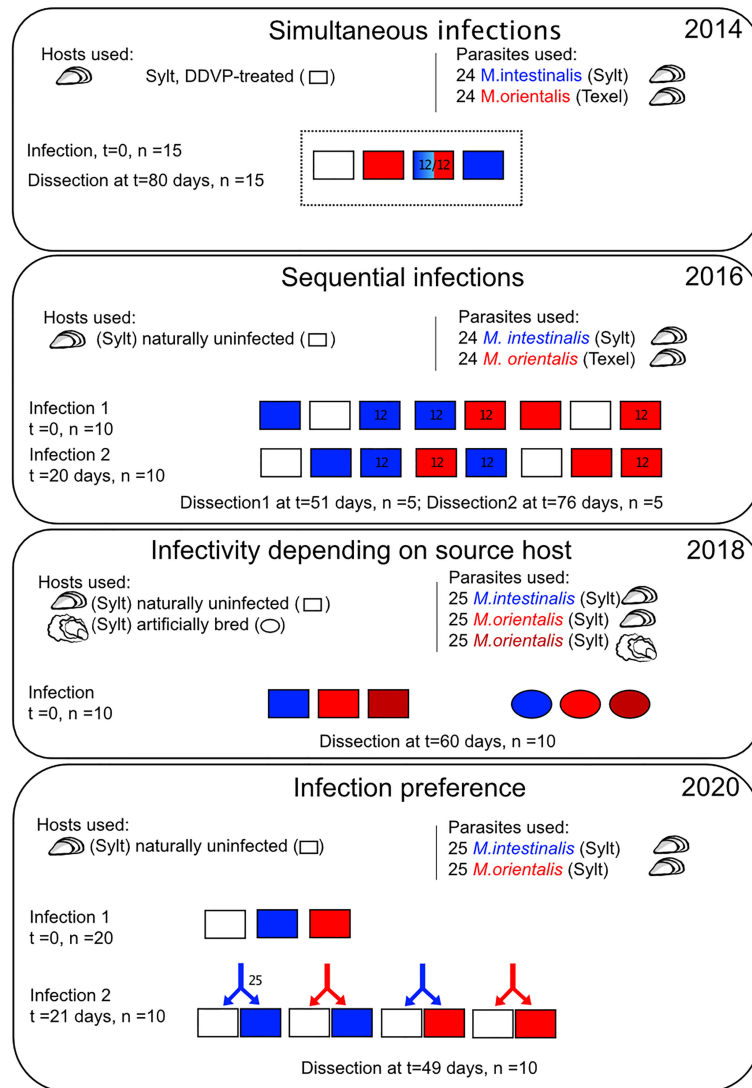 Simultaneous infections
2014
Hosts used:
Sylt, DDVP-treated ( )
Parasites used:
24 M.intestinalis (Sylt)
24 M.orientalis (Texel)
Infection, t=0, n =15
Dissection at t=80 days, n =15
12/12
Sequential infections
2016
Hosts used:
(Sylt) naturally uninfected ( )
Parasites used:
24 M. intestinalis (Sylt)
24 M. orientalis (Texel)
Infection 1
t =0, n =10
12 12 12 12
Infection 2
t =20 days, n =10
12 12 12 12
Dissection1 at t=51 days, n =5; Dissection2 at t=76 days, n =5
Infectivity depending on source host
2018
Hosts used:
(Sylt) naturally uninfected ( )
(Sylt) artificially bred ( )
Parasites used:
25 M.intestinalis (Sylt)
25 M.orientalis (Sylt)
25 M.orientalis (Sylt)
Infection
t=0, n =10
Dissection at t=60 days, n =10
Infection preference
2020
Hosts used:
(Sylt) naturally uninfected ( )
Parasites used:
25 M.intestinalis (Sylt)
25 M.orientalis (Sylt)
Infection 1
t =0, n =20
Infection 2
t =21 days, n =10
25
Dissection at t=49 days, n =10